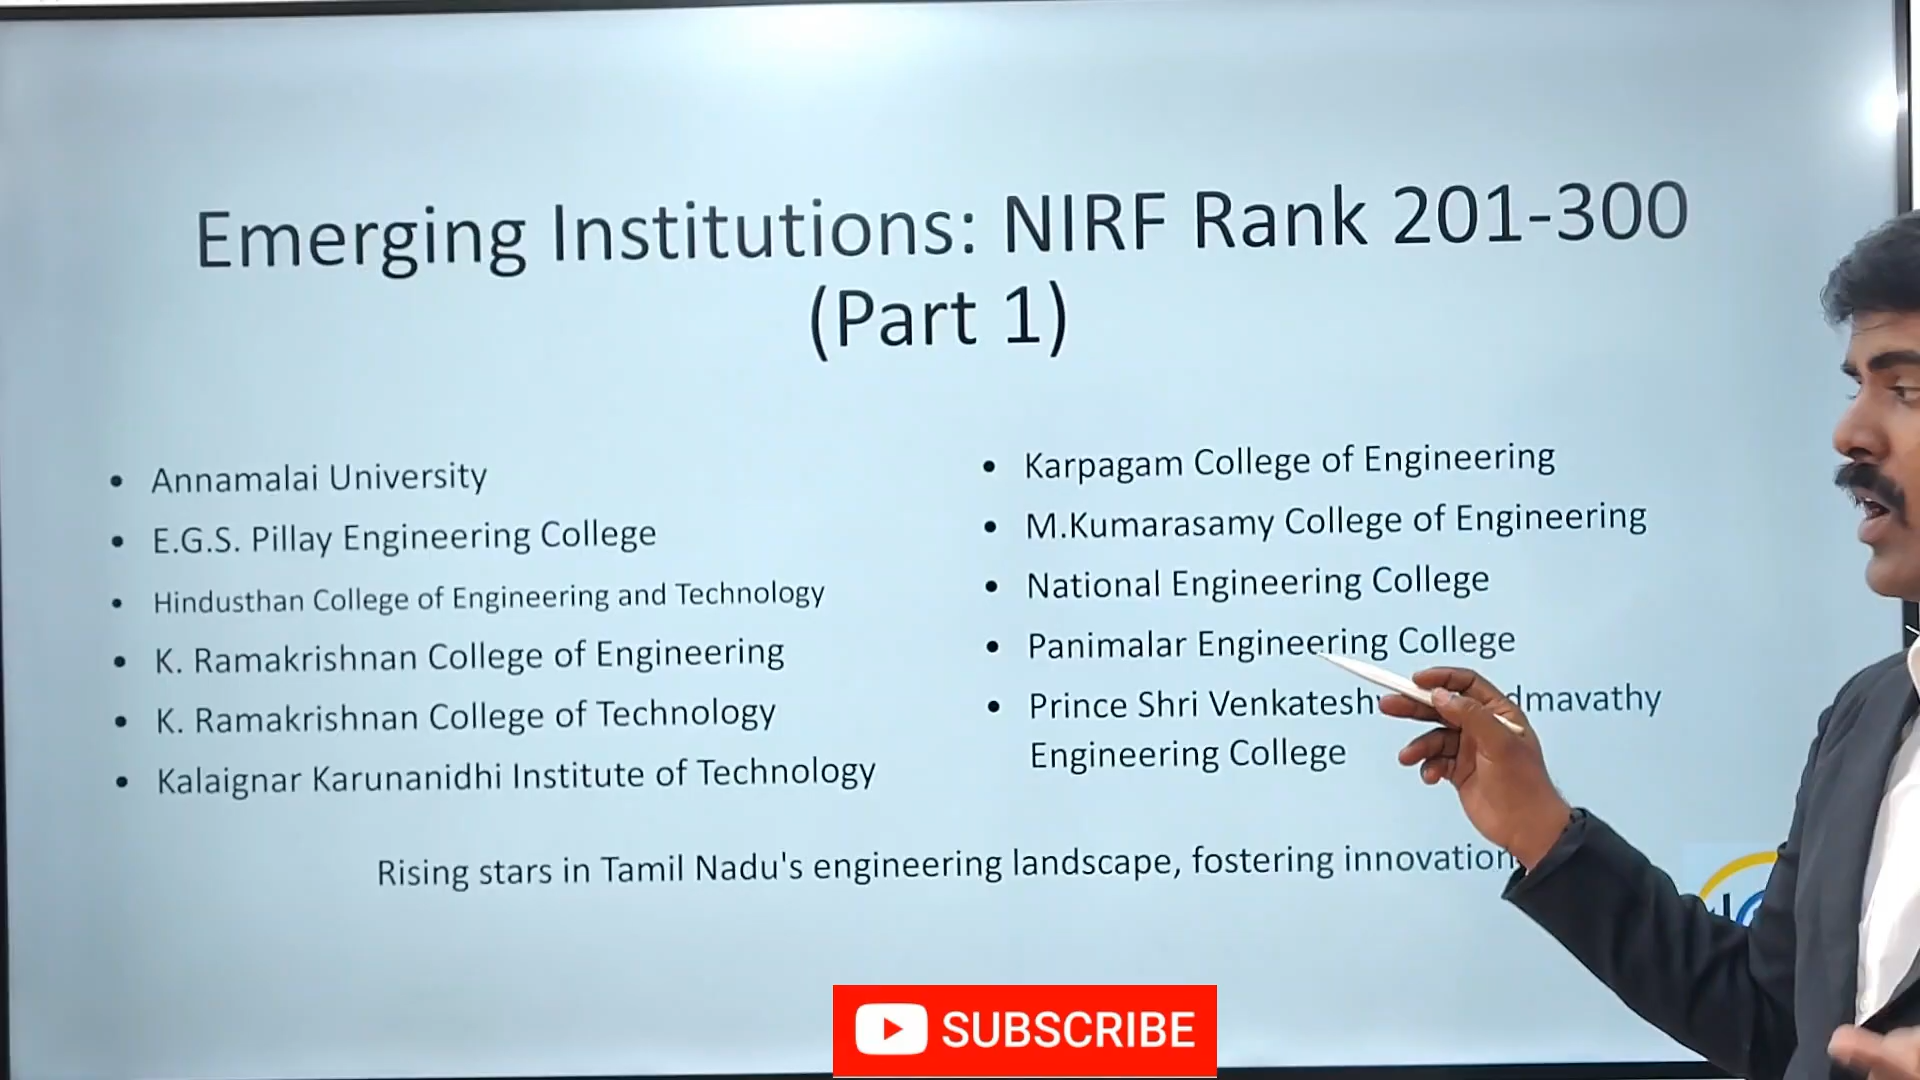 Emerging Institutions: NIRF Rank 201-300
(Part 1)
• Annamalai University
• E.G.S. Pillay Engineering College
• Hindusthan College of Engineering and Technology
• K. Ramakrishnan College of Engineering
• K. Ramakrishnan College of Technology
• Kalaignar Karunanidhi Institute of Technology
• Karpagam College of Engineering
• M.Kumarasamy College of Engineering
• National Engineering College
• Panimalar Engineering College
• Prince Shri
Engineering College
Rising stars in Tamil Nadu's engineering landscape, fostering innovation
SUBSCRIBE